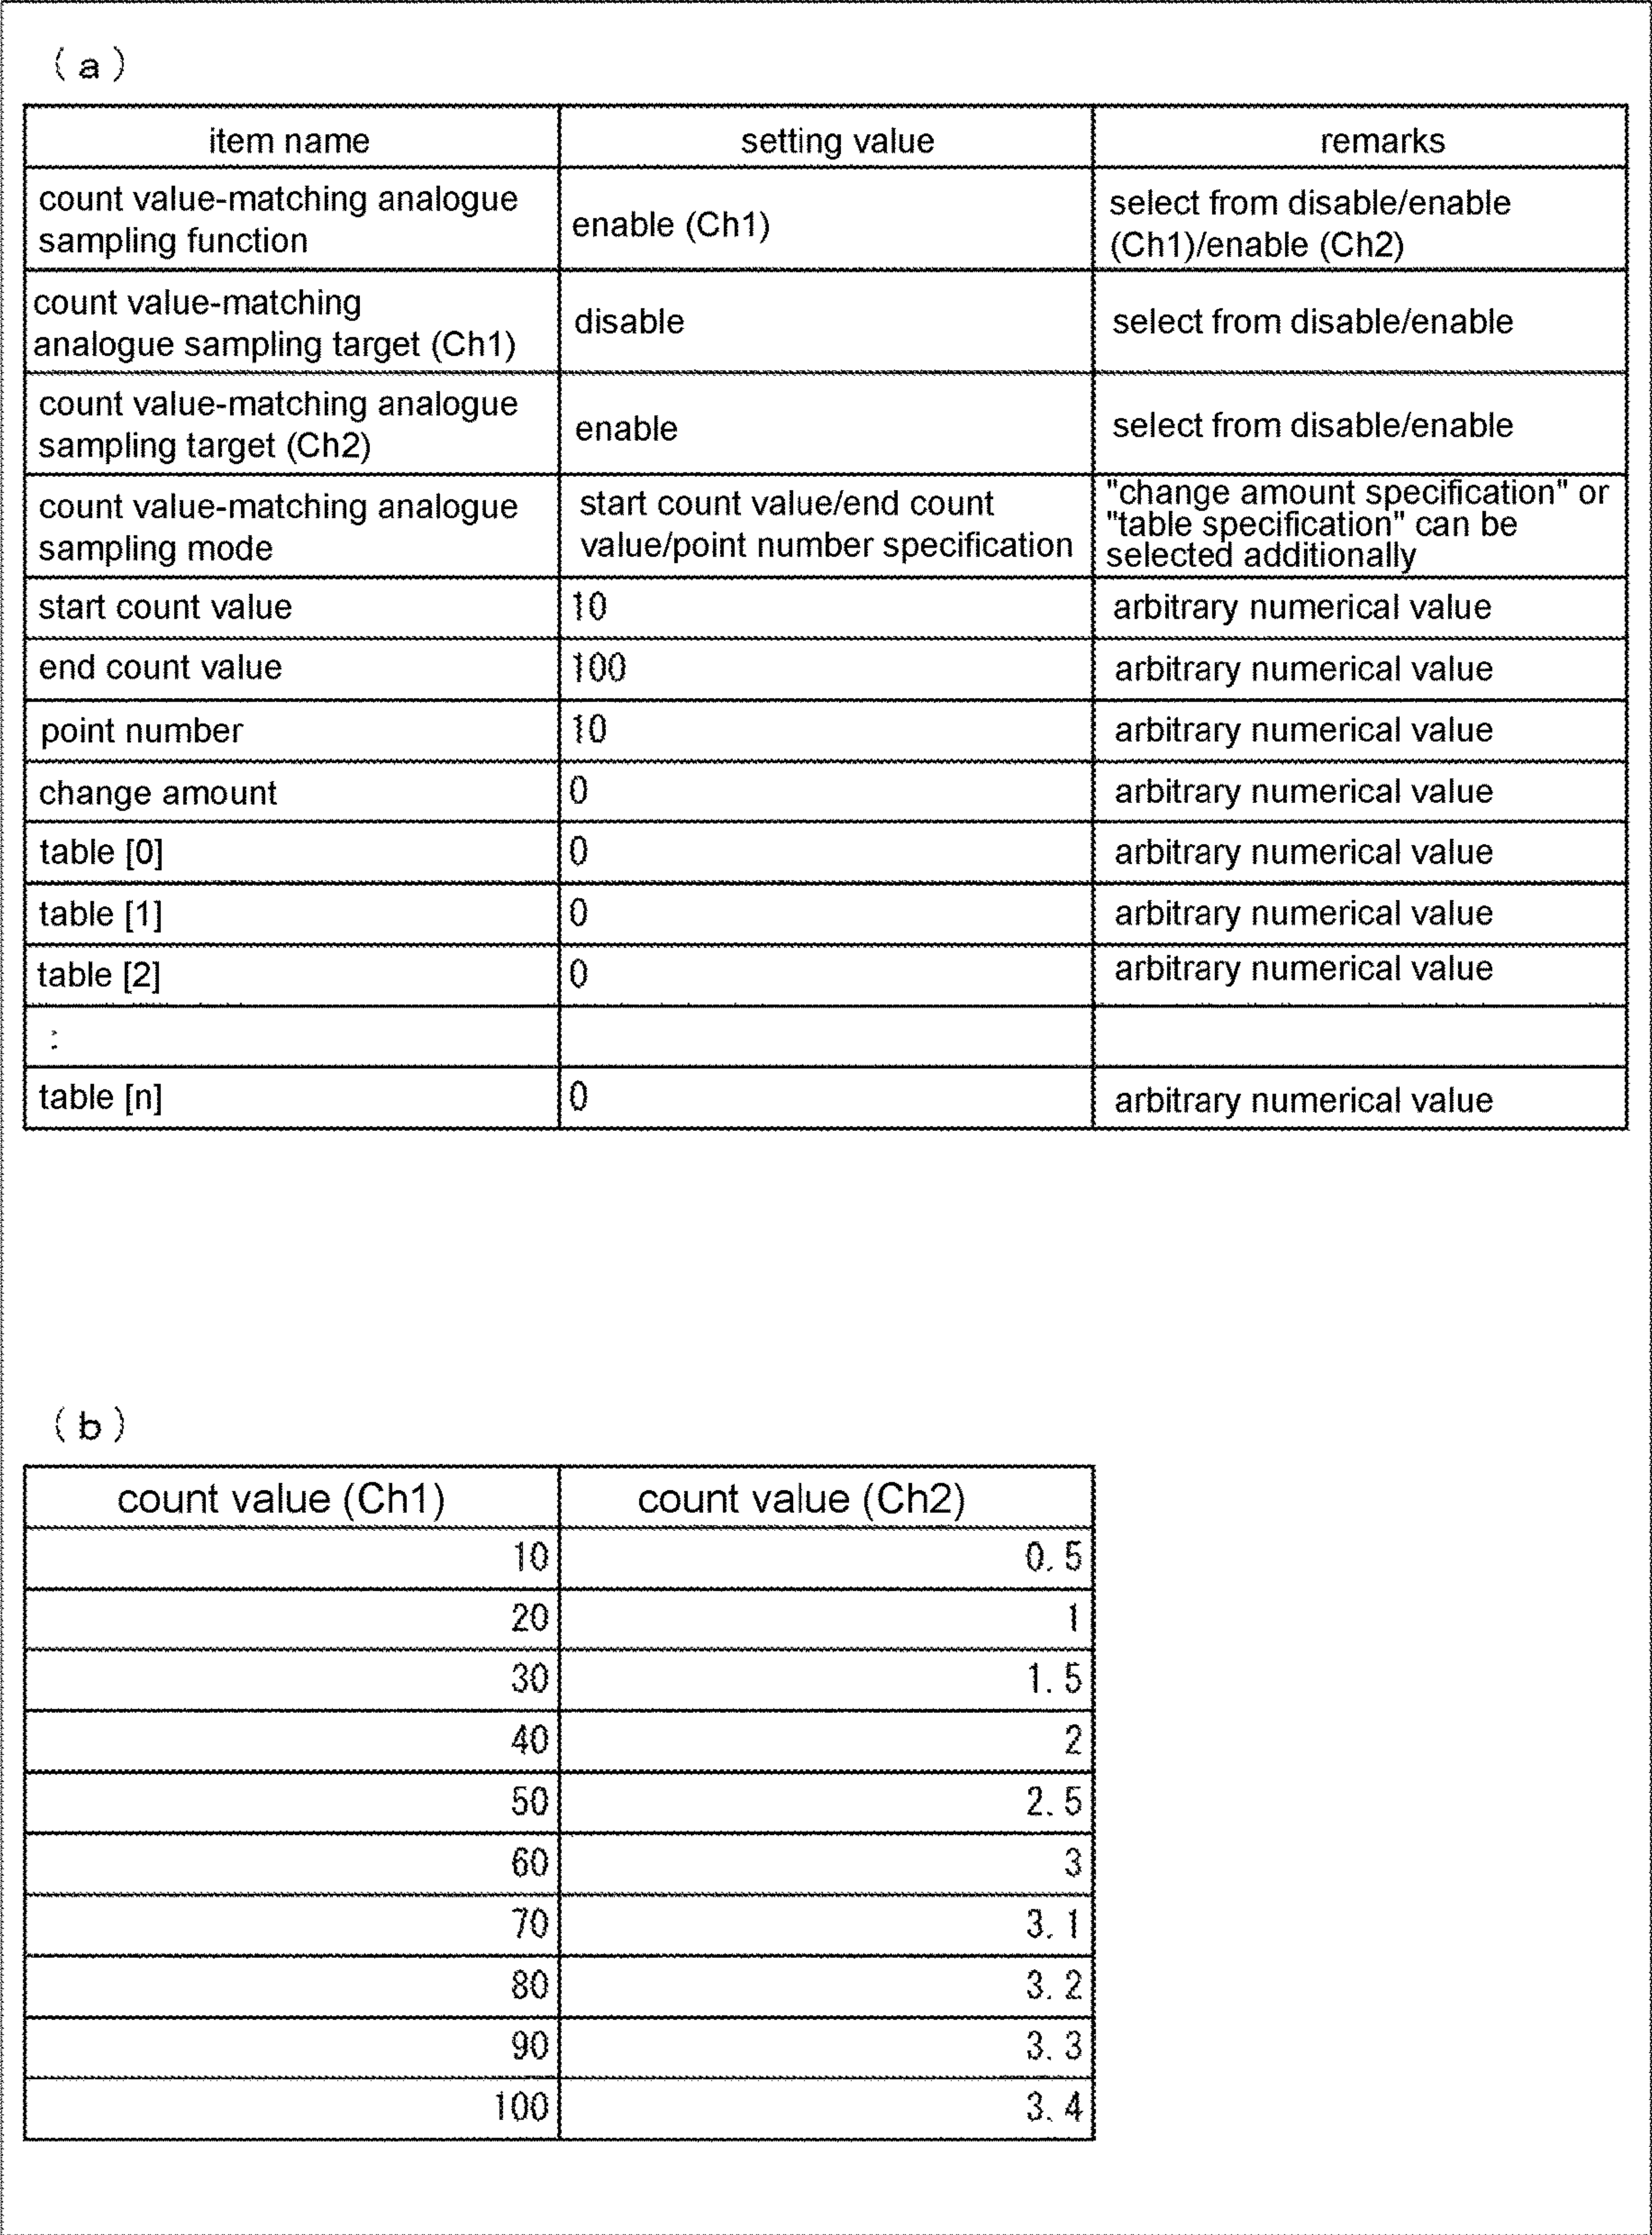 (a)
item name setting value remarks
count value-matching analogue
sampling function
enable (Ch1)
select from disable/enable
(Ch1)/enable (Ch2)
count value-matching
analogue sampling target (Ch1)
disable
select from disable/enable
count value-matching analogue
sampling target (Ch2)
enable
select from disable/enable
count value-matching analogue
sampling mode
start count value/end count
value/point number specification
"change amount specification" or
"table specification" can be
selected additionally
start count value 10 arbitrary numerical value
end count value 100 arbitrary numerical value
point number 10 arbitrary numerical value
change amount 0 arbitrary numerical value
table [0] 0 arbitrary numerical value
table [1] 0 arbitrary numerical value
table [2] 0 arbitrary numerical value
:
table [n] 0 arbitrary numerical value
(b)
count value (Ch1) count value (Ch2)
10 0.5
20 1
30 1.5
40 2
50 2.5
60 3
70 3.1
80 3.2
90 3.3
100 3.4